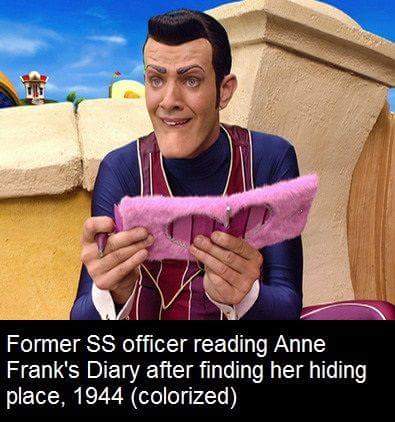 Former SS officer reading Anne
Frank's Diary after finding her hiding
place, 1944 (colorized)